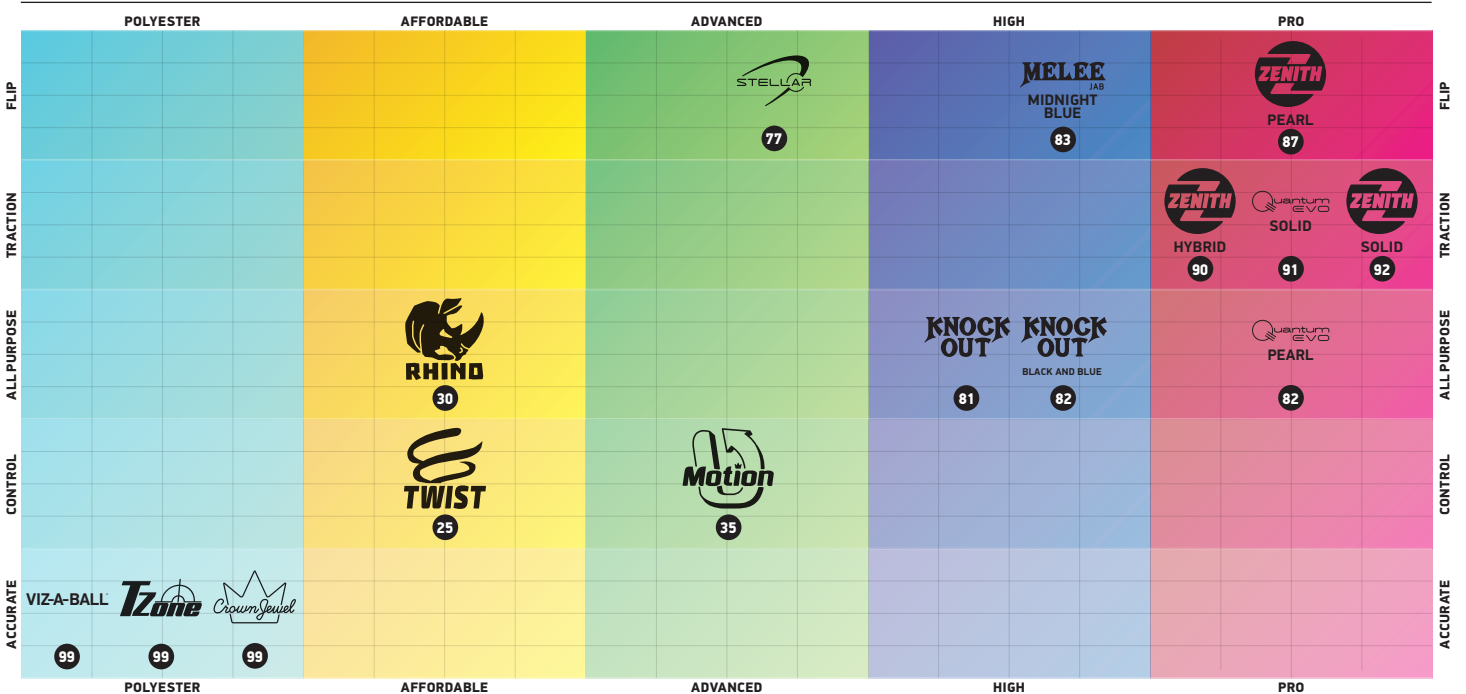 POLYESTER AFFORDABLE ADVANCED HIGH PRO
FLIP
STELLAR
77
MELEE
JAB
MIDNIGHT
BLUE
83
ZENITH
PEARL
87
FLIP
TRACTION
ZENITH
HYBRID
90
Quantum
EVO
SOLID
91
ZENITH
SOLID
92
TRACTION
ALL PURPOSE
RHINO
30
KNOCK
OUT
81
KNOCK
OUT
BLACK AND BLUE
82
Quantum
EVO
PEARL
82
ALL PURPOSE
CONTROL
TWIST
25
Motion
35
CONTROL
ACCURATE
VIZ-A-BALL
99
TZone
99
Crown Jewel
99
ACCURATE
POLYESTER AFFORDABLE ADVANCED HIGH PRO